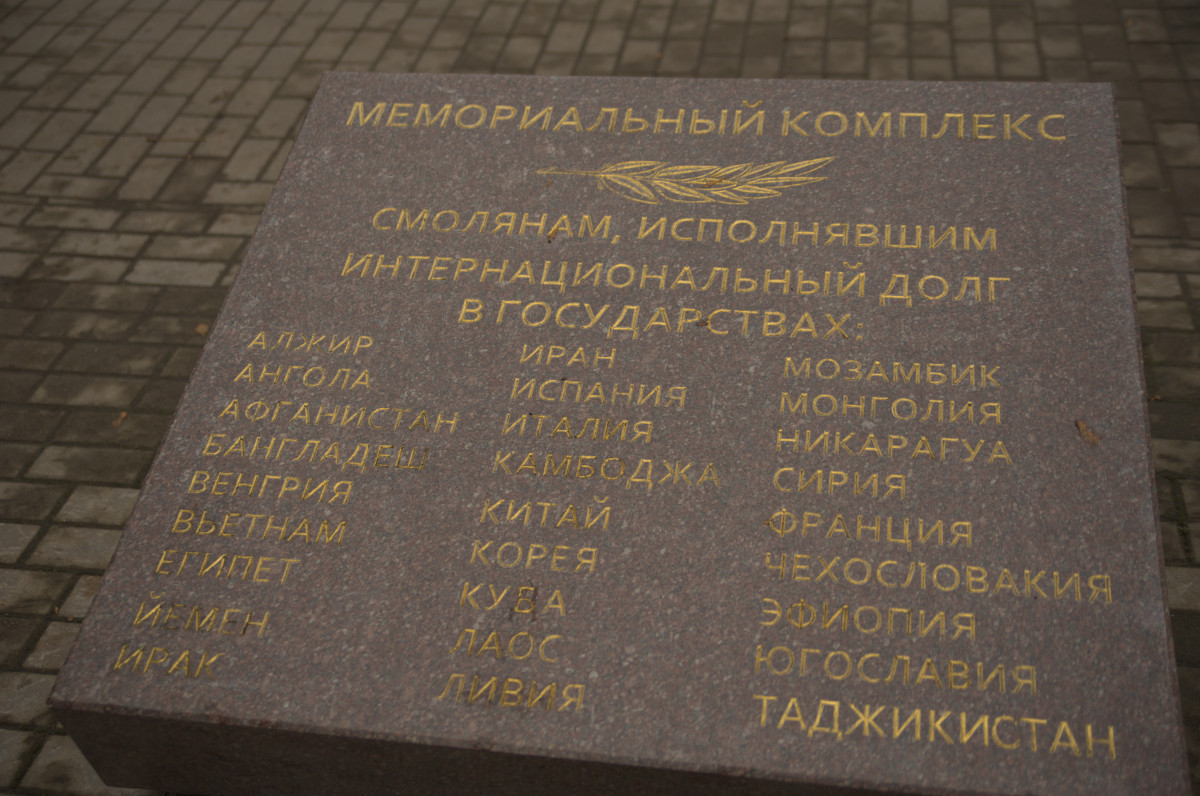 МЕМОРИАЛЬНЫЙ КОМПЛЕКС
СМОЛЯНАМ, ИСПОЛНЯВШИМ
ИНТЕРНАЦИОНАЛЬНЫЙ ДОЛГ
В ГОСУДАРСТВАХ:
АЛЖИР
АНГОЛА
АФГАНИСТАН
БАНГЛАДЕШ
ВЕНГРИЯ
ВЬЕТНАМ
ЕГИПЕТ
ЙЕМЕН
ИРАК
ИРАН
ИСПАНИЯ
ИТАЛИЯ
КАМБОДЖА
КИТАЙ
КОРЕЯ
КУБА
ЛАОС
ЛИВИЯ
МОЗАМБИК
МОНГОЛИЯ
НИКАРАГУА
СИРИЯ
ФРАНЦИЯ
ЧЕХОСЛОВАКИЯ
ЭФИОПИЯ
ЮГОСЛАВИЯ
ТАДЖИКИСТАН